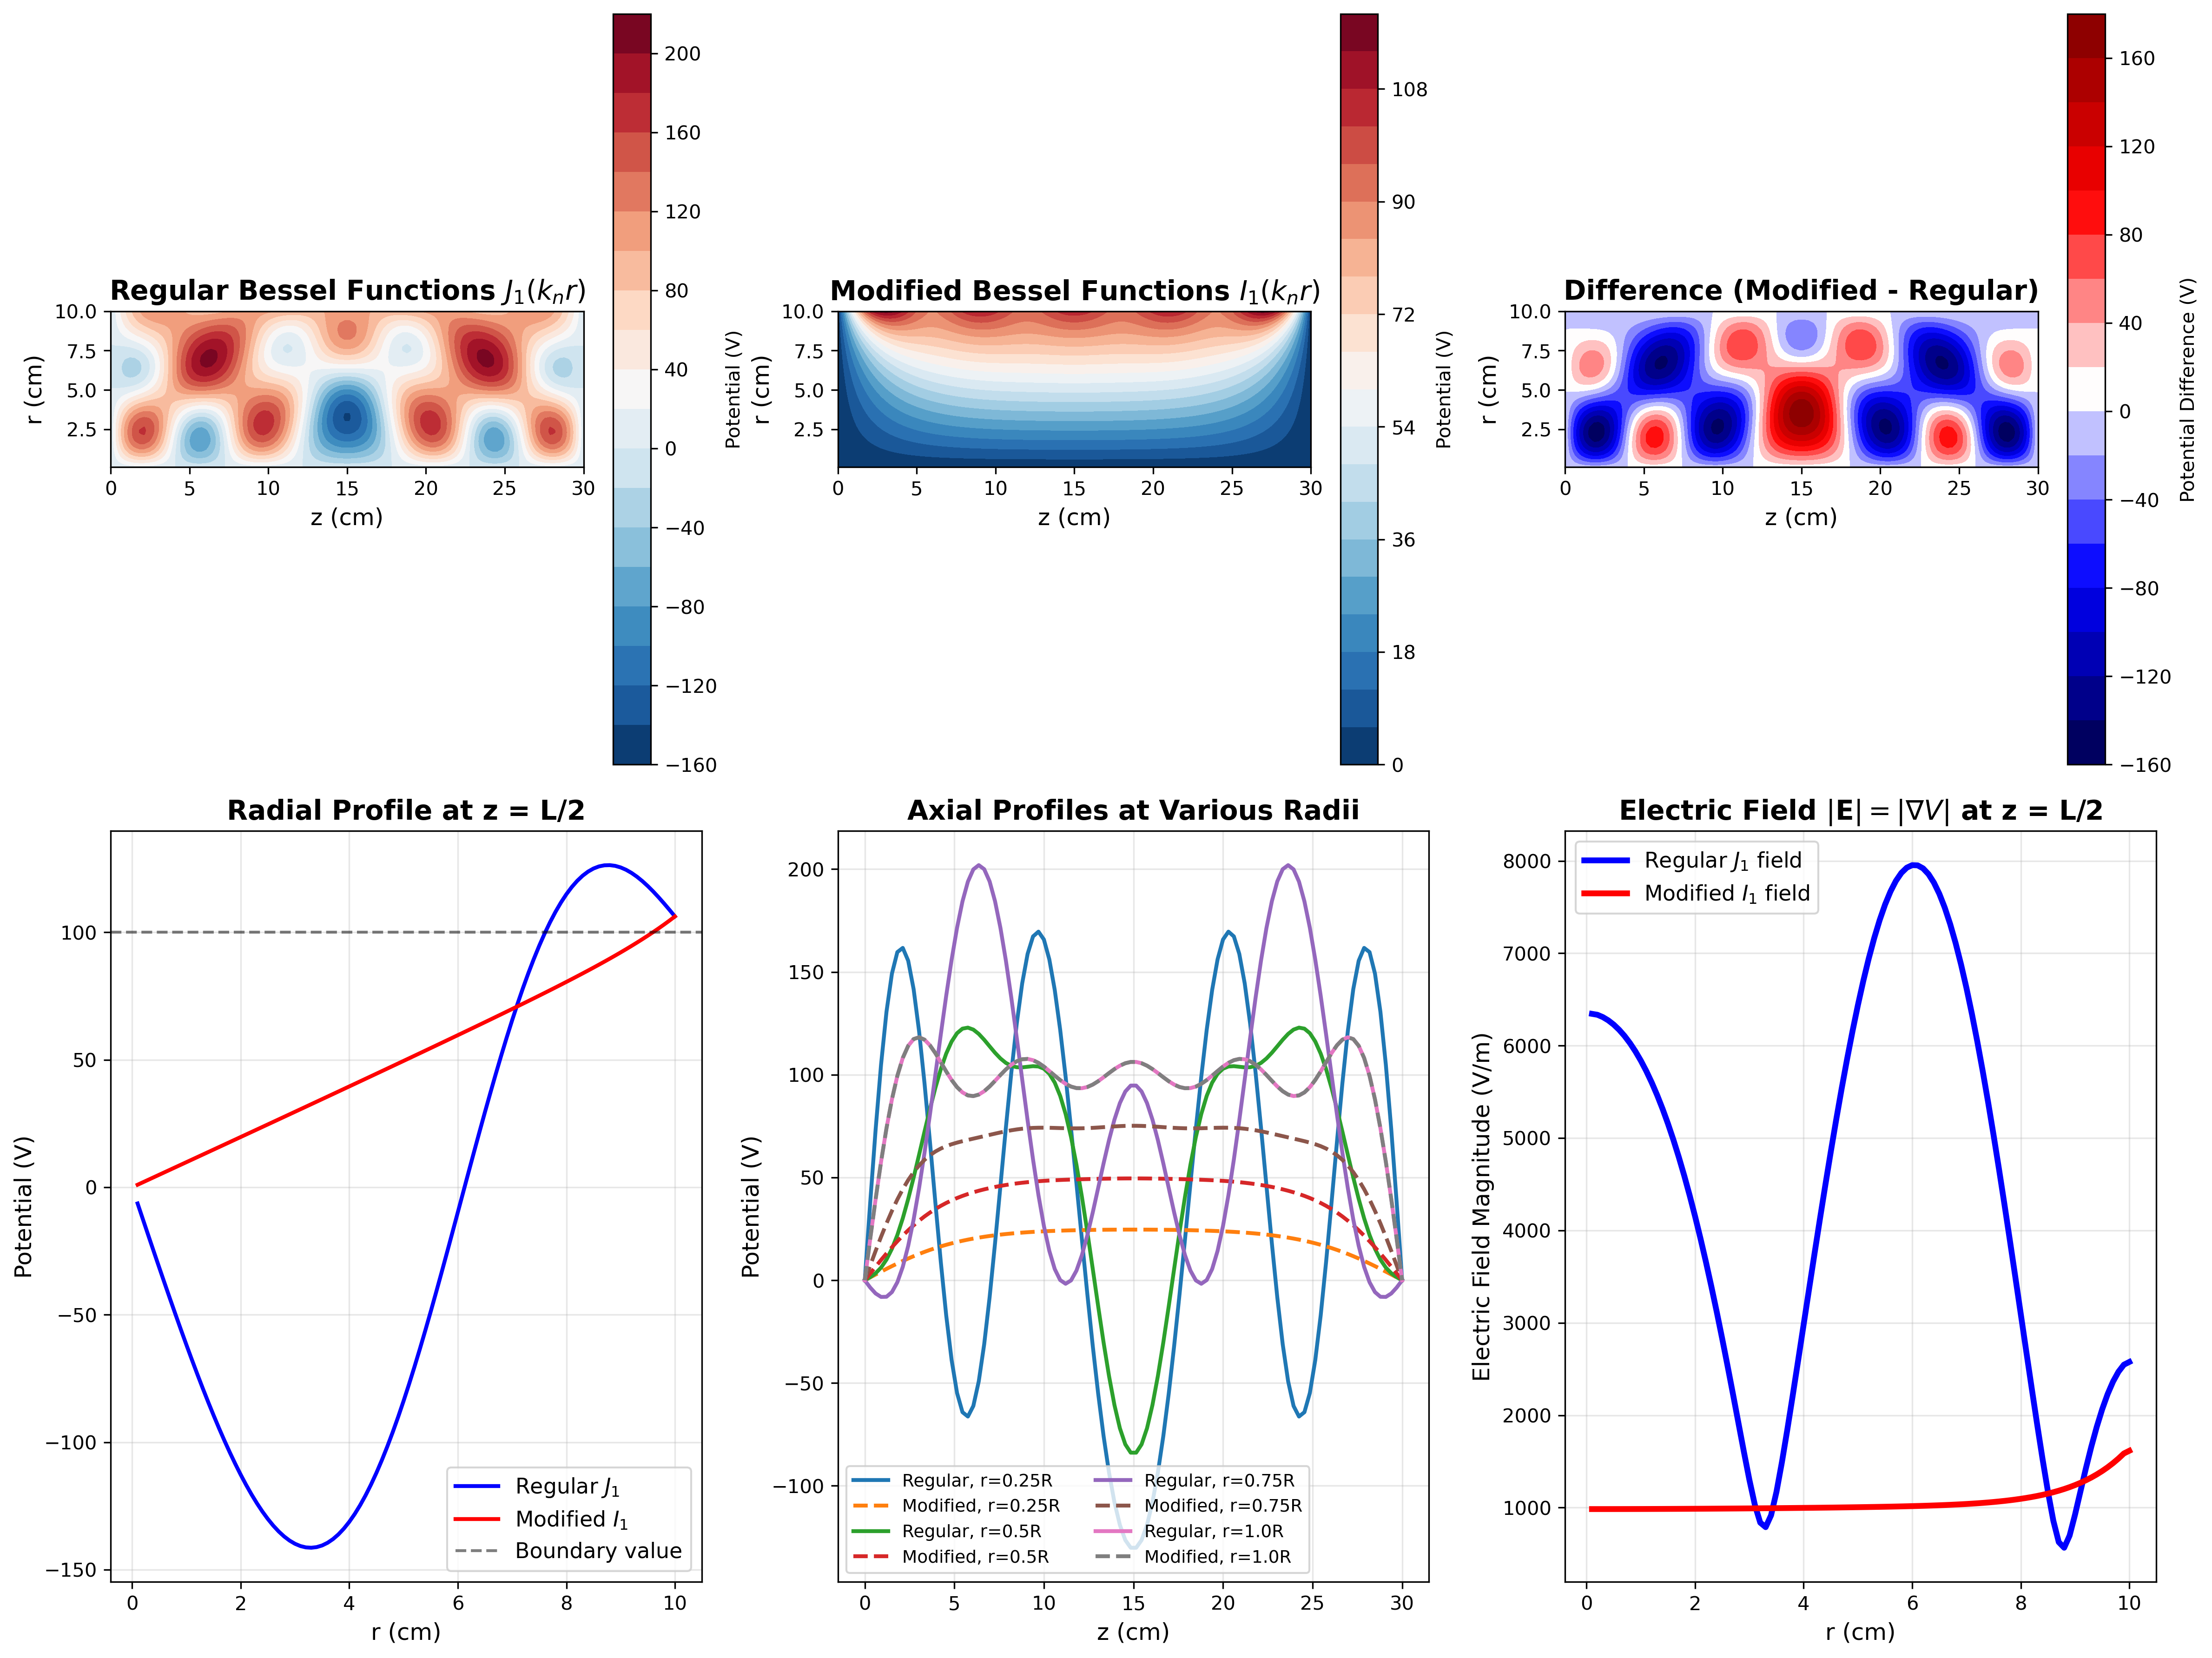 Regular Bessel Functions J₁(kₙr)
r (cm)
10.0
7.5
5.0
2.5
0 5 10 15 20 25 30
z (cm)
200
160
120
80
40
0
−40
−80
−120
−160
Potential (V)
Modified Bessel Functions I₁(kₙr)
r (cm)
10.0
7.5
5.0
2.5
0 5 10 15 20 25 30
z (cm)
108
90
72
54
36
18
0
Potential (V)
Difference (Modified - Regular)
r (cm)
10.0
7.5
5.0
2.5
0 5 10 15 20 25 30
z (cm)
160
120
80
40
0
−40
−80
−120
−160
Potential Difference (V)
Radial Profile at z = L/2
Potential (V)
100
50
0
−50
−100
−150
0 2 4 6 8 10
r (cm)
Regular J₁
Modified I₁
Boundary value
Axial Profiles at Various Radii
Potential (V)
200
150
100
50
0
−50
−100
0 5 10 15 20 25 30
z (cm)
Regular, r=0.25R
Modified, r=0.25R
Regular, r=0.5R
Modified, r=0.5R
Regular, r=0.75R
Modified, r=0.75R
Regular, r=1.0R
Modified, r=1.0R
Electric Field |E| = |∇V| at z = L/2
Electric Field Magnitude (V/m)
8000
7000
6000
5000
4000
3000
2000
1000
0 2 4 6 8 10
r (cm)
Regular J₁ field
Modified I₁ field